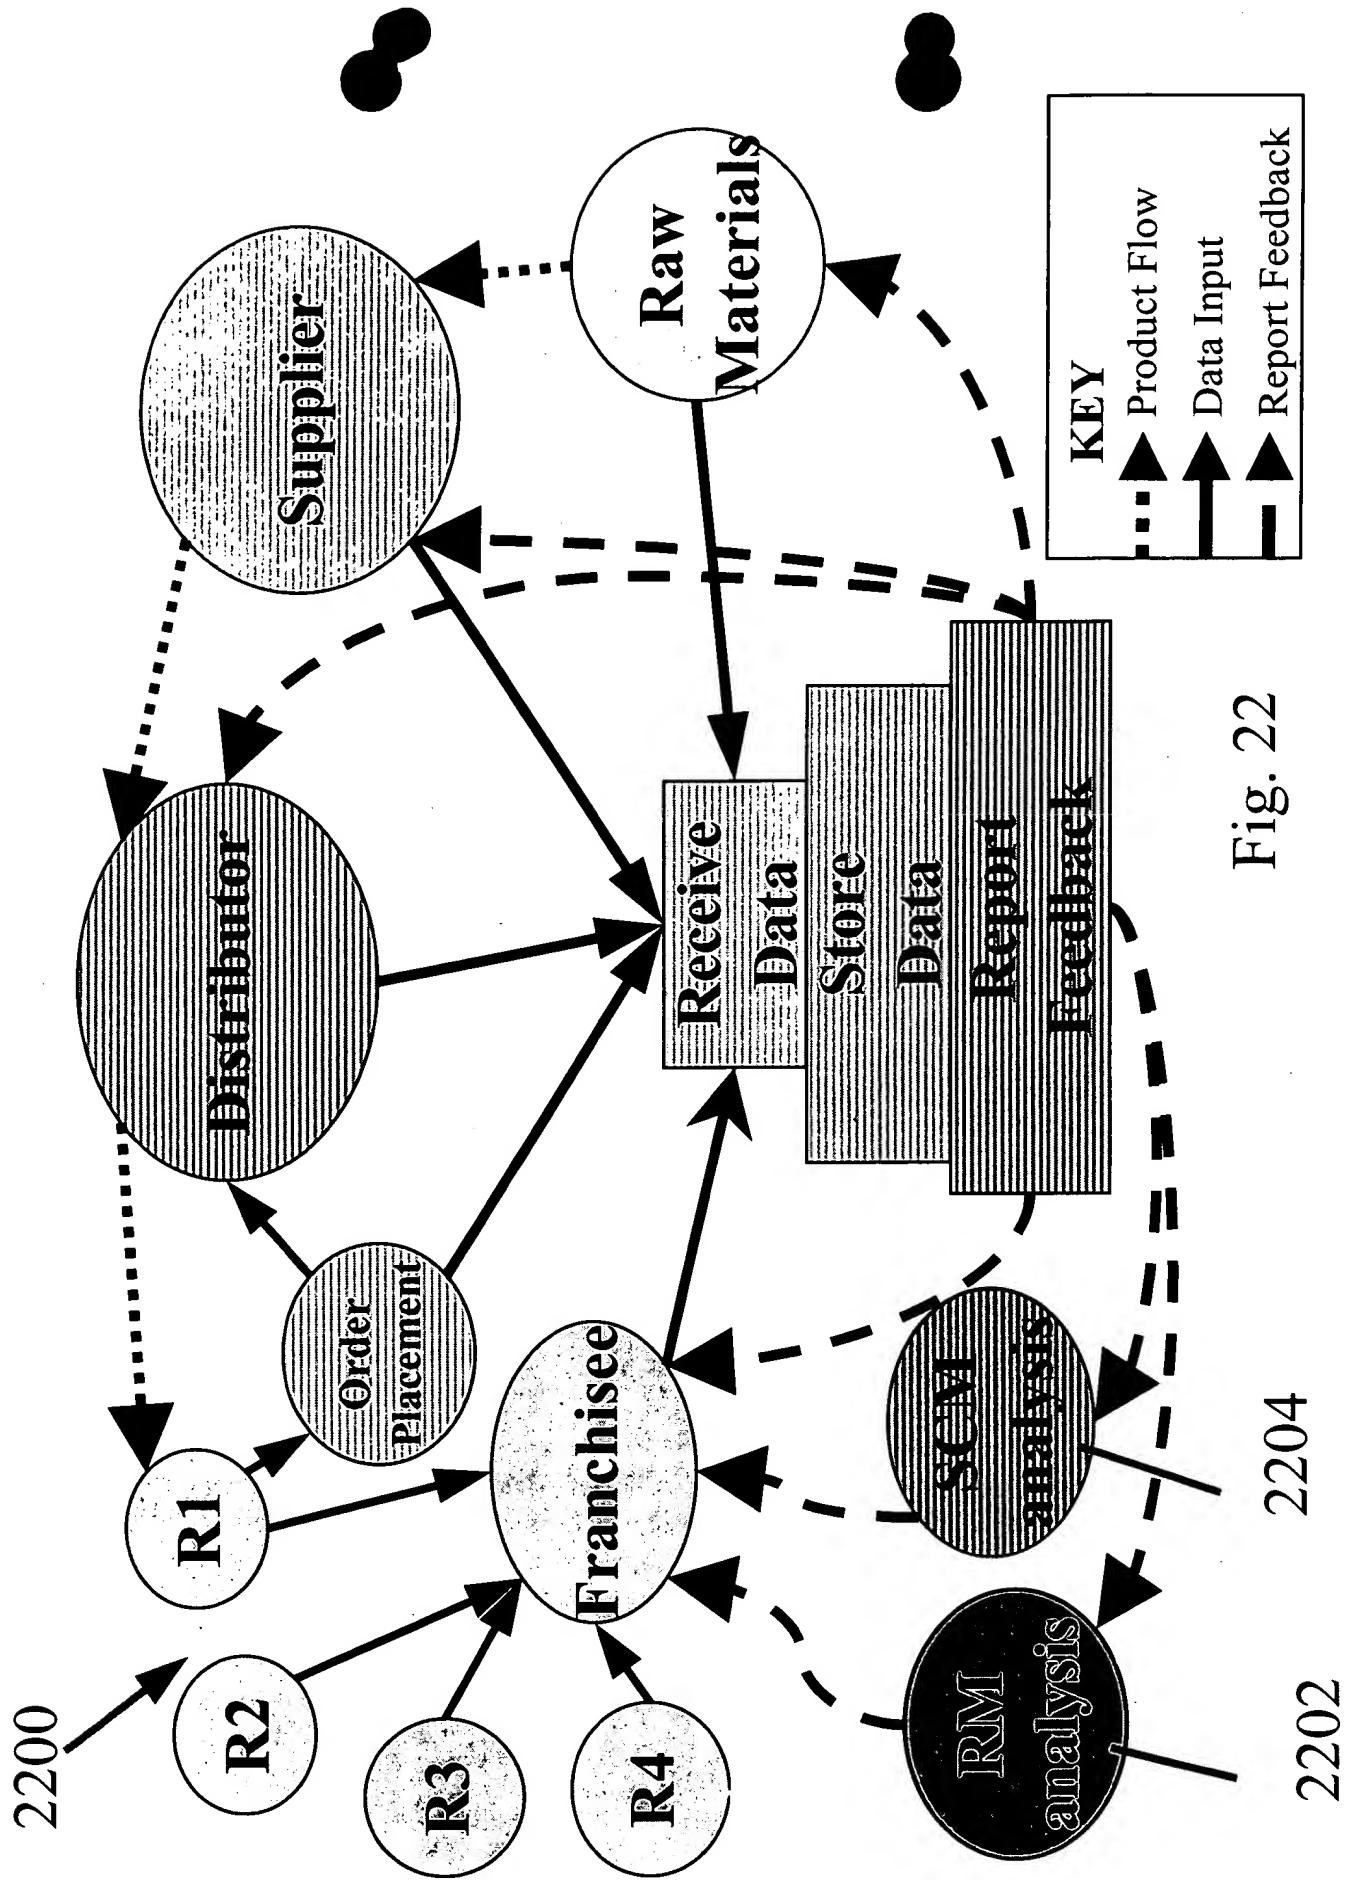 2200
R1
R2
R3
R4
Order
Placement
Distributor
Supplier
Raw
Materials
Franchisee
Receive
Data
Store
Data
Report
Feedback
SCM
analysis
RM
analysis
2202
2204
KEY
Product Flow
Data Input
Report Feedback
Fig. 22